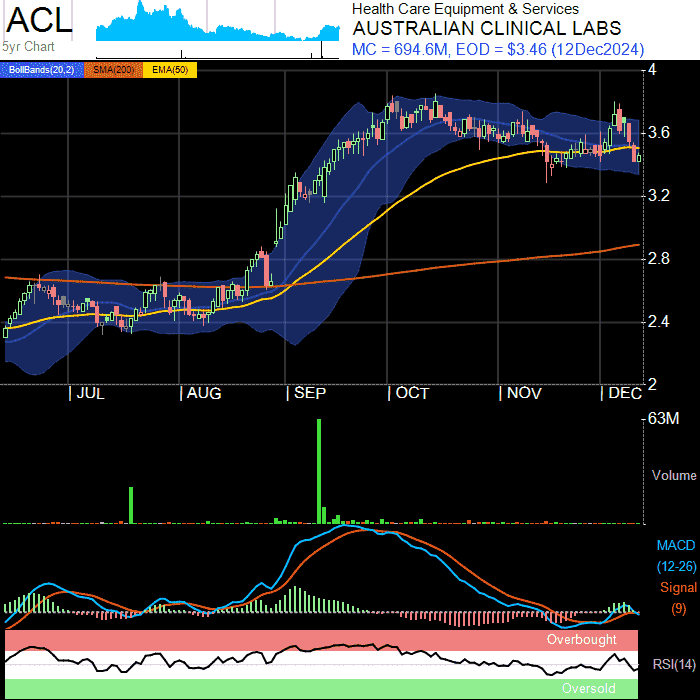 ACL
5yr Chart
Health Care Equipment & Services
AUSTRALIAN CLINICAL LABS
MC = 694.6M, EOD = $3.46 (12Dec2024)
BollBands(20,2) SMA(200) EMA(50)
4
3.6
3.2
2.8
2.4
2
| JUL | AUG | SEP | OCT | NOV | DEC
63M
Volume
MACD
(12-26)
Signal
(9)
Overbought
RSI(14)
Oversold